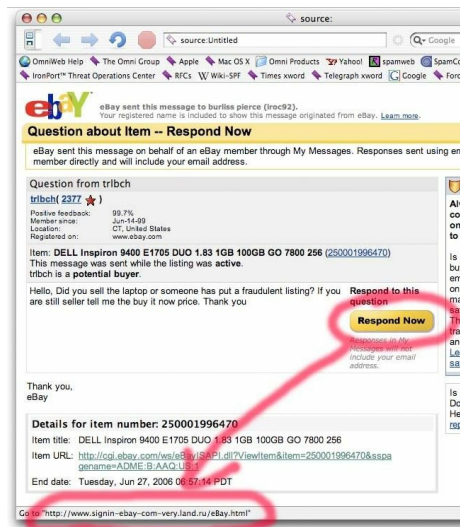 source:
source:Untitled
Google
OmniWeb Help The Omni Group Apple Mac OS X Omni Products Yahoo! spamweb SpamCo
IronPort™ Threat Operations Center RFCs Wiki-SPF Times xword Telegraph xword Google Forc
ebY
eBay sent this message to burliss pierce (iroc92).
Your registered name is included to show this message originated from eBay. Learn more.
Question about Item -- Respond Now
eBay sent this message on behalf of an eBay member through My Messages. Responses sent using em
member directly and will include your email address.
Question from trlbch
trlbch( 2377 )
Positive feedback: 99.7%
Member since: Jun-14-99
Location: CT, United States
Registered on: www.ebay.com
Item: DELL Inspiron 9400 E1705 DUO 1.83 1GB 100GB GO 7800 256 (250001996470)
This message was sent while the listing was active.
trlbch is a potential buyer.
Hello, Did you sell the laptop or someone has put a fraudulent listing? If you
are still seller tell me the buy it now price. Thank you
Respond to this
question
Respond Now
Responses in My
Messages will not
include your email
address.
Thank you,
eBay
Details for item number: 250001996470
Item title: DELL Inspiron 9400 E1705 DUO 1.83 1GB 100GB GO 7800 256
Item URL: http://cgi.ebay.com/ws/eBayISAPI.dll?ViewItem&item=250001996470&sspa
gename=ADME:B:AAQ:US:1
End date: Tuesday, Jun 27, 2006 06:57:14 PDT
Go to "http://www.signin-ebay-com-very.land.ru/eBay.html"